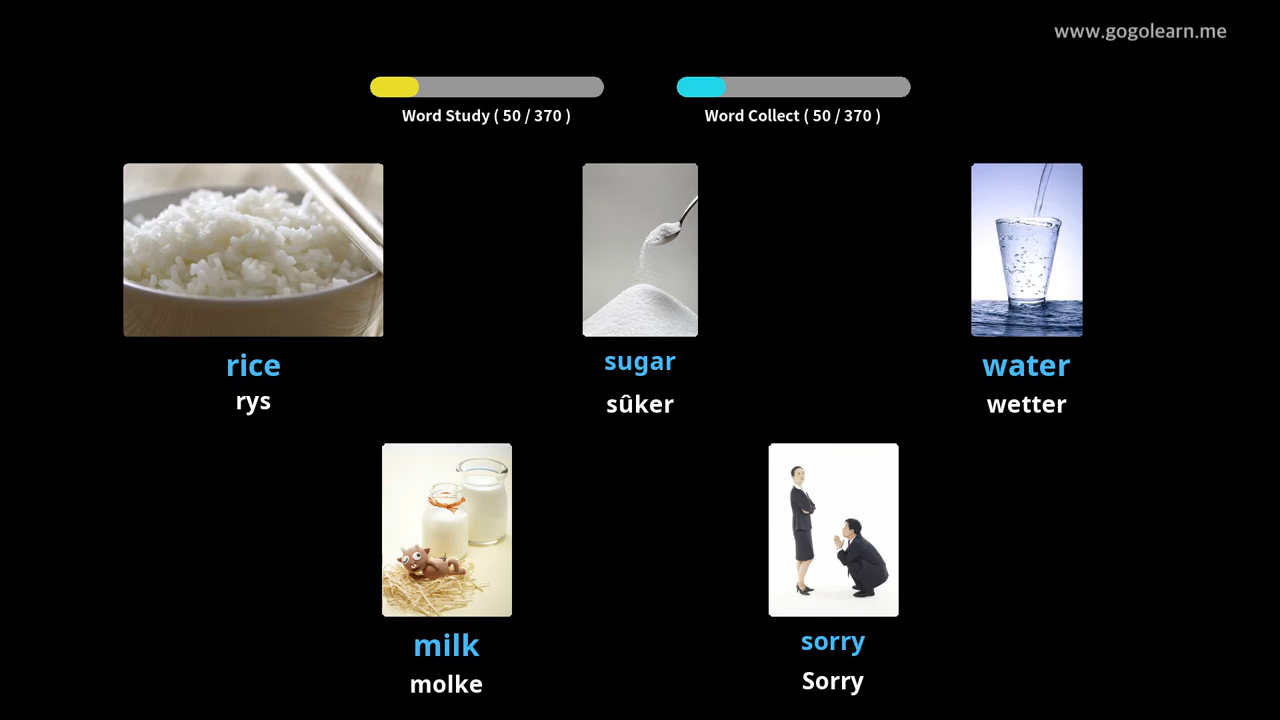 www.gogolearn.me
Word Study ( 50 / 370 )
Word Collect ( 50 / 370 )
rice
rys
sugar
sûker
water
wetter
milk
molke
sorry
Sorry